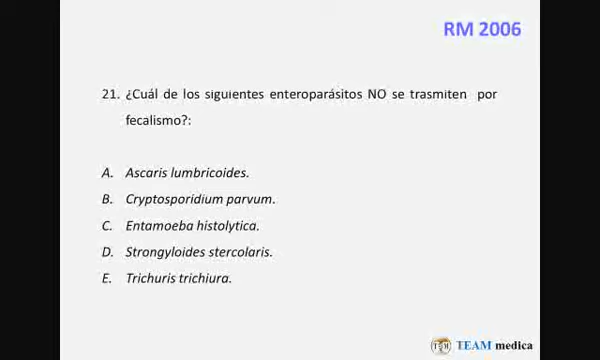 RM 2006
21. ¿Cuál de los siguientes enteroparásitos NO se trasmiten por
fecalismo?:
A. Ascaris lumbricoides.
B. Cryptosporidium parvum.
C. Entamoeba histolytica.
D. Strongyloides stercolaris.
E. Trichuris trichiura.
TEAM medica